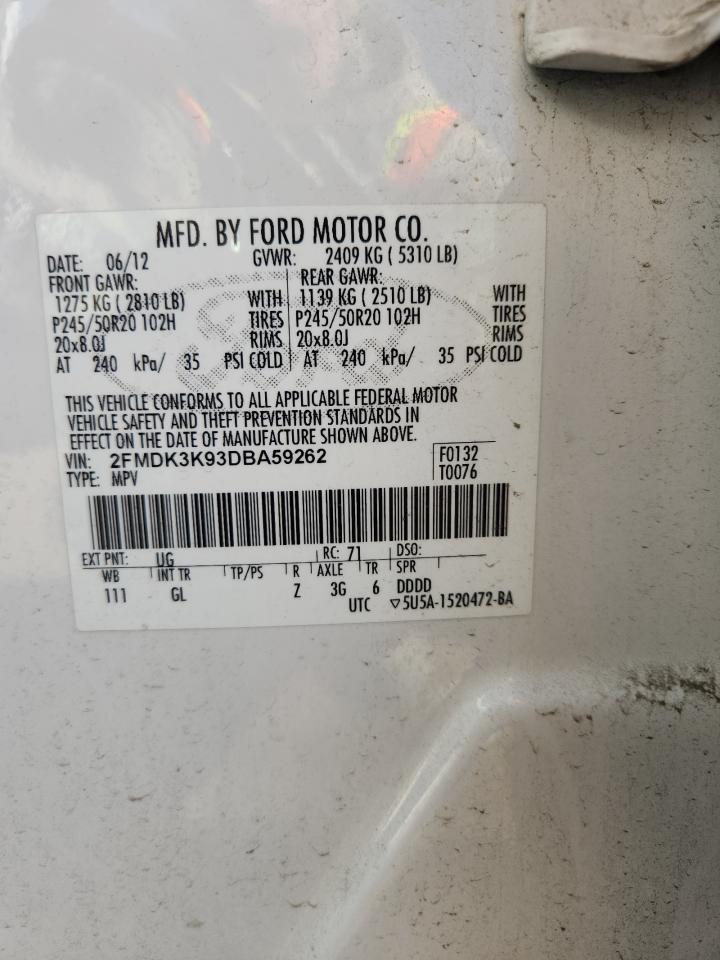 MFD. BY FORD MOTOR CO.
DATE: 06/12 GVWR: 2409 KG ( 5310 LB)
FRONT GAWR: REAR GAWR:
1275 KG ( 2810 LB) WITH 1139 KG ( 2510 LB) WITH
P245/50R20 102H TIRES P245/50R20 102H TIRES
20x8.0J RIMS 20x8.0J RIMS
AT 240 kPa/ 35 PSI COLD AT 240 kPa/ 35 PSI COLD
THIS VEHICLE CONFORMS TO ALL APPLICABLE FEDERAL MOTOR
VEHICLE SAFETY AND THEFT PREVENTION STANDARDS IN
EFFECT ON THE DATE OF MANUFACTURE SHOWN ABOVE.
VIN: 2FMDK3K93DBA59262 F0132
TYPE: MPV T0076
EXT PNT: UG RC: 71 DSO:
WB INT TR TP/PS R AXLE TR SPR
111 GL Z 3G 6 DDDD
UTC ▽5U5A-1520472-BA